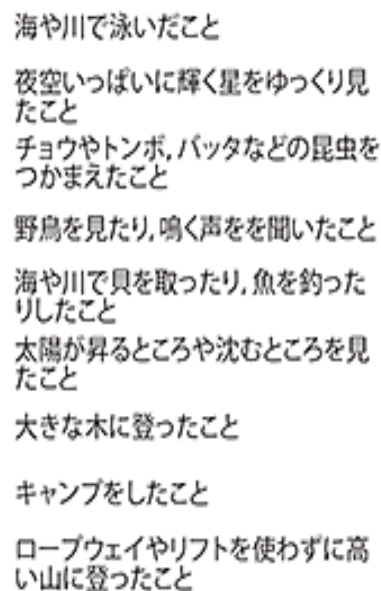 海や川で泳いだこと
夜空いっぱいに輝く星をゆっくり見
たこと
チョウやトンボ, バッタなどの昆虫を
つかまえたこと
野鳥を見たり, 鳴く声をを聞いたこと
海や川で貝を取ったり, 魚を釣った
りしたこと
太陽が昇るところや沈むところを見
たこと
大きな木に登ったこと
キャンプをしたこと
ロープウェイやリフトを使わずに高
い山に登ったこと